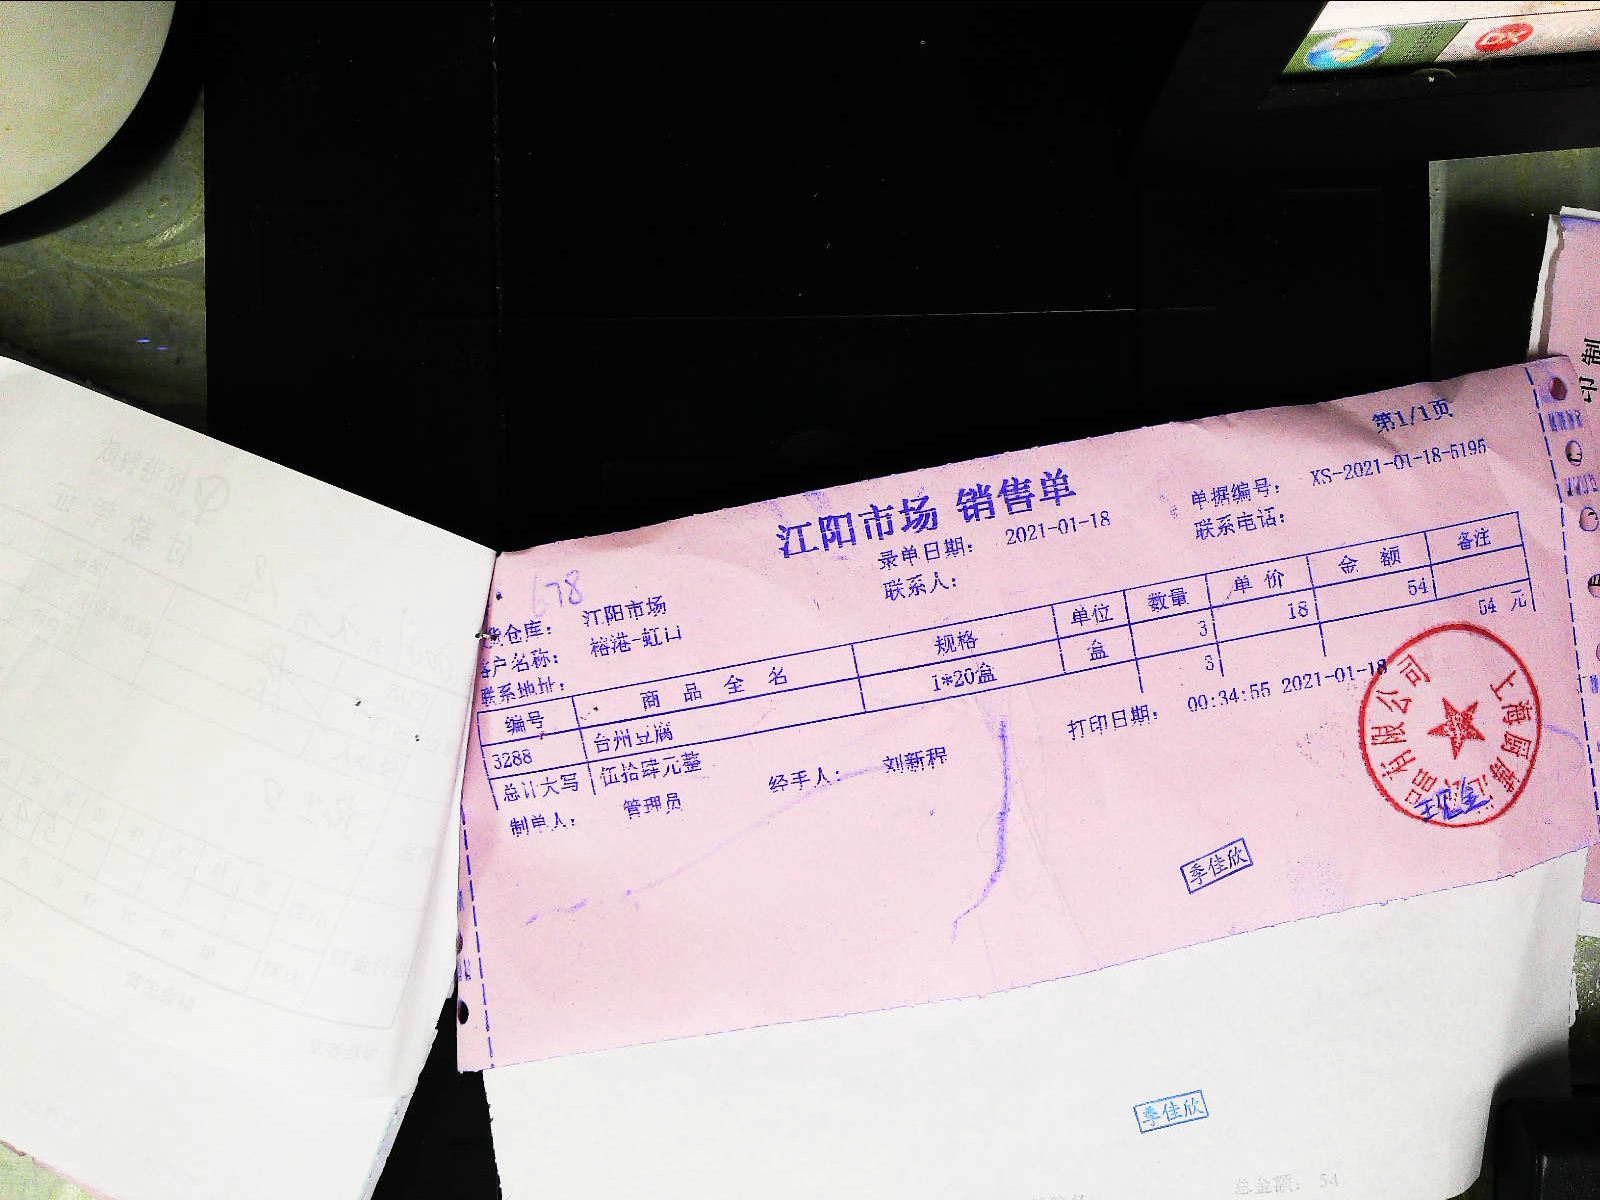 第1/1页
江阳市场 销售单
单据编号： XS-2021-01-18-5195
录单日期： 2021-01-18
联系电话：
联系人：
678
货仓库： 江阳市场
客户名称： 榕港-虹口
联系地址：
编号 商品全名 规格 单位 数量 单价 金额 备注
3288 台州豆腐 1*20盒 盒 3 18 54
总计大写 伍拾肆元整 3 54 元
制单人： 管理员 经手人： 刘新程 打印日期： 00:34:55 2021-01-18
现金
季佳欣
季佳欣
总金额： 54